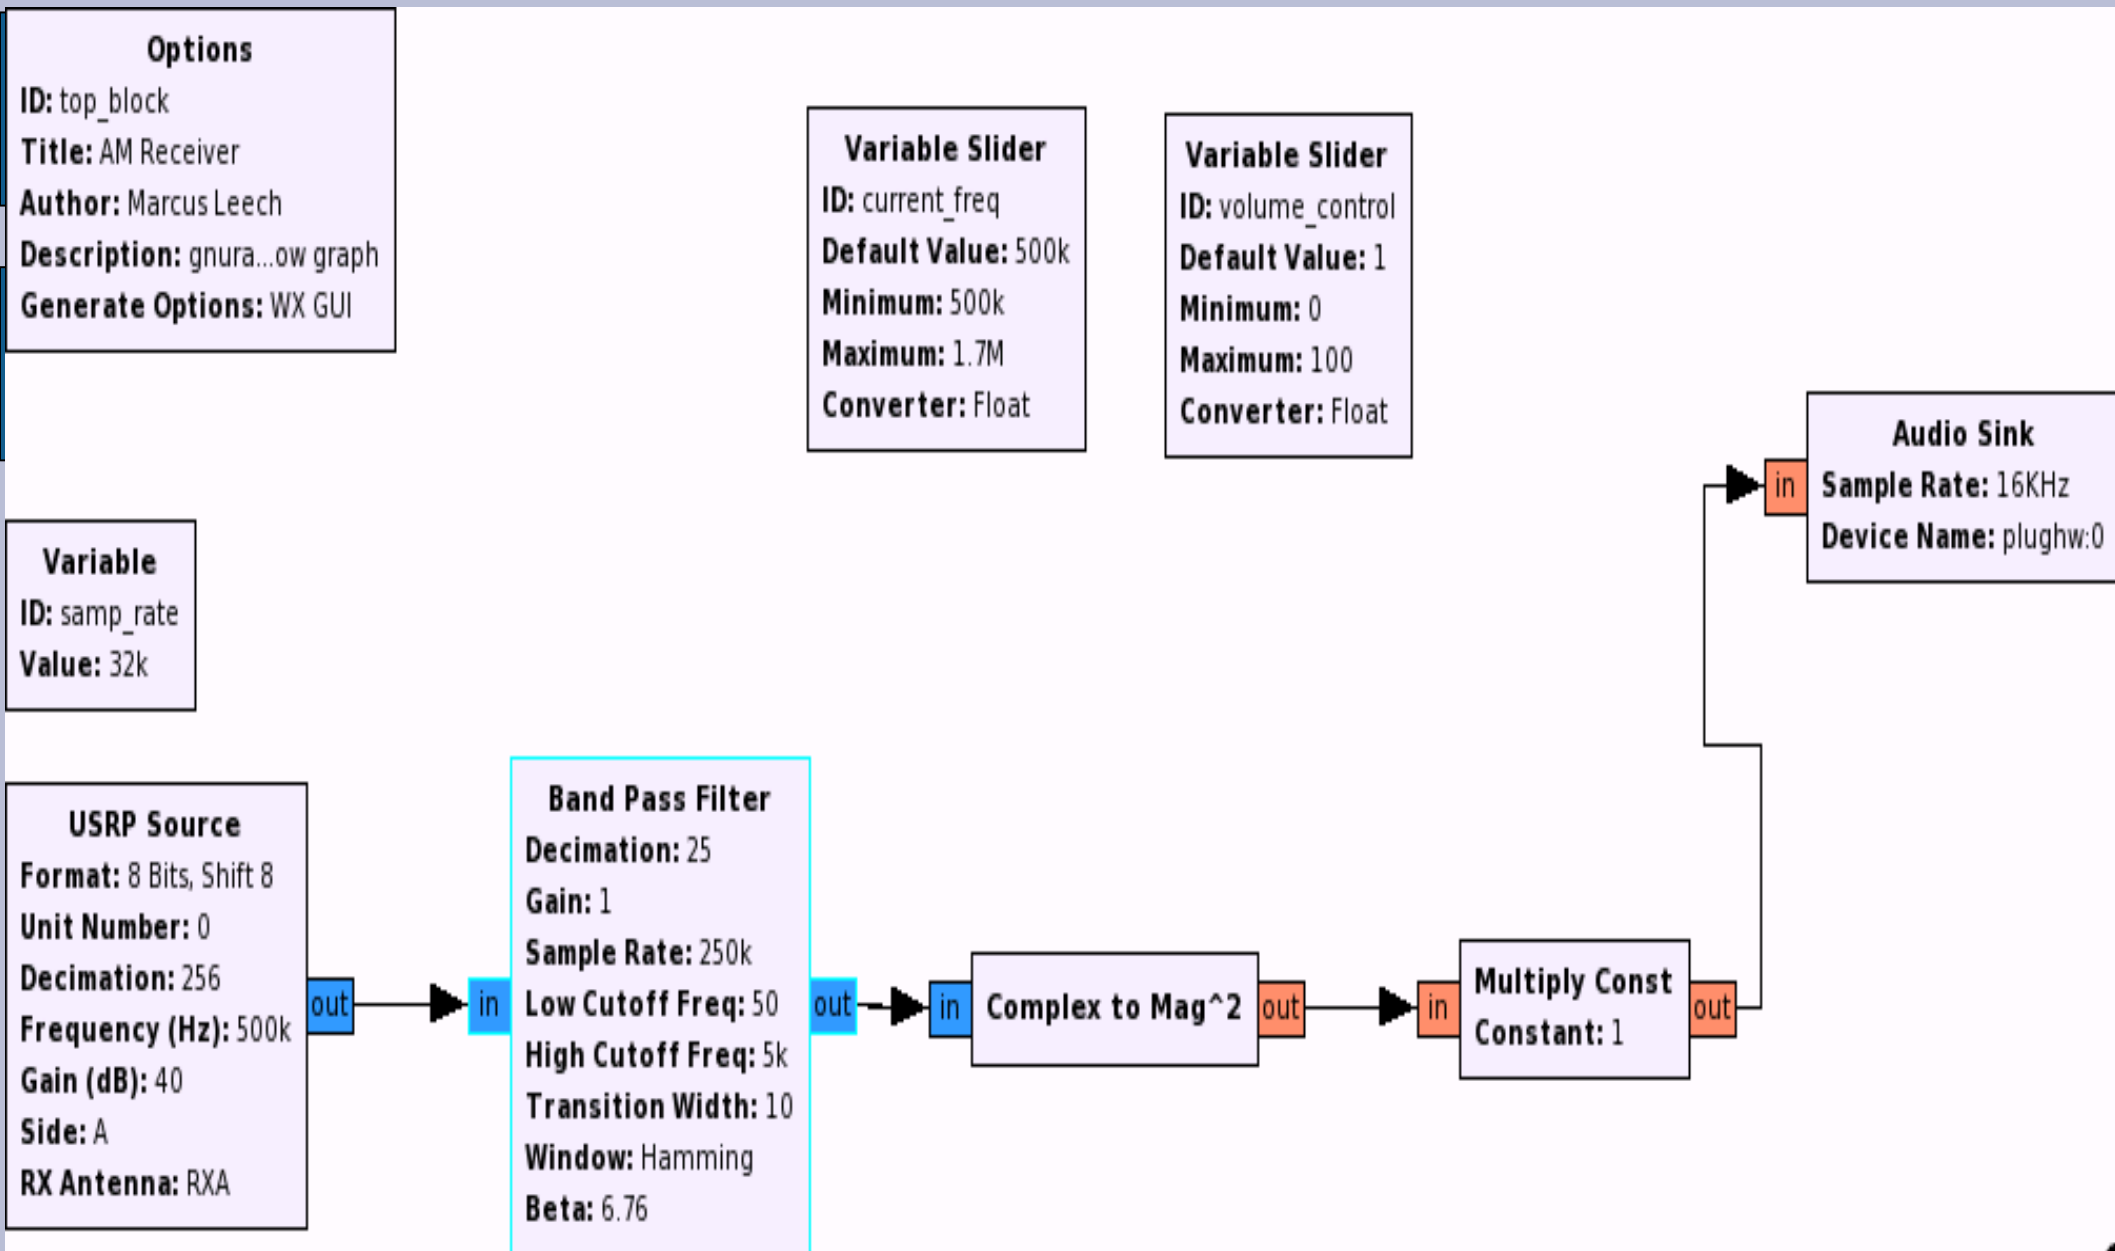 Options
ID: top_block
Title: AM Receiver
Author: Marcus Leech
Description: gnura...ow graph
Generate Options: WX GUI
Variable Slider
ID: current_freq
Default Value: 500k
Minimum: 500k
Maximum: 1.7M
Converter: Float
Variable Slider
ID: volume_control
Default Value: 1
Minimum: 0
Maximum: 100
Converter: Float
Audio Sink
in
Sample Rate: 16KHz
Device Name: plughw:0
Variable
ID: samp_rate
Value: 32k
USRP Source
Format: 8 Bits, Shift 8
Unit Number: 0
Decimation: 256
Frequency (Hz): 500k
Gain (dB): 40
Side: A
RX Antenna: RXA
out
in
Band Pass Filter
Decimation: 25
Gain: 1
Sample Rate: 250k
Low Cutoff Freq: 50
High Cutoff Freq: 5k
Transition Width: 10
Window: Hamming
Beta: 6.76
out
in
Complex to Mag^2
out
in
Multiply Const
Constant: 1
out